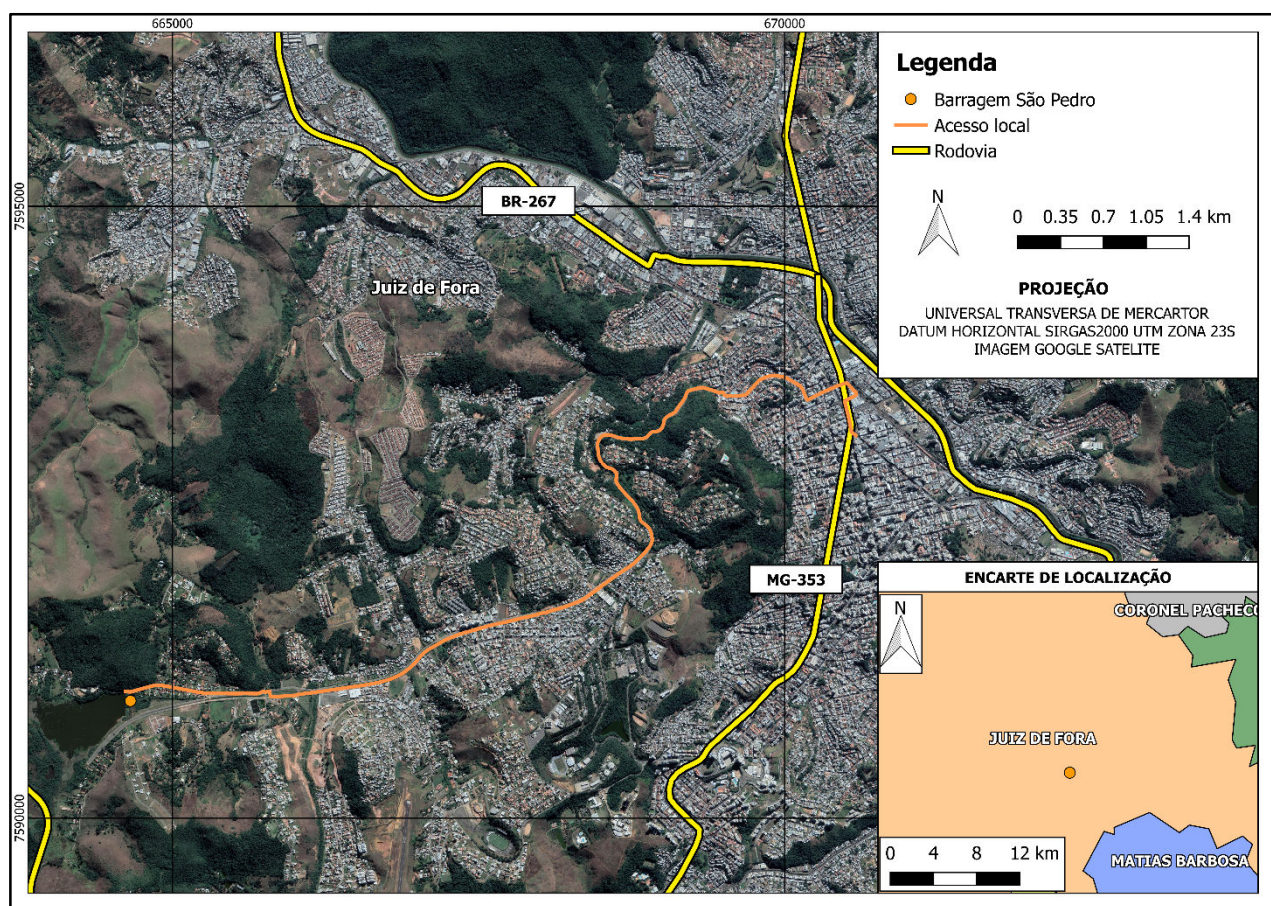 665000
670000
7595000
7590000
BR-267
Juiz de Fora
MG-353
Legenda
Barragem São Pedro
Acesso local
Rodovia
N
0 0.35 0.7 1.05 1.4 km
PROJEÇÃO
UNIVERSAL TRANSVERSA DE MERCARTOR
DATUM HORIZONTAL SIRGAS2000 UTM ZONA 23S
IMAGEM GOOGLE SATELITE
ENCARTE DE LOCALIZAÇÃO
N
CORONEL PACHECO
JUIZ DE FORA
MATIAS BARBOSA
0 4 8 12 km